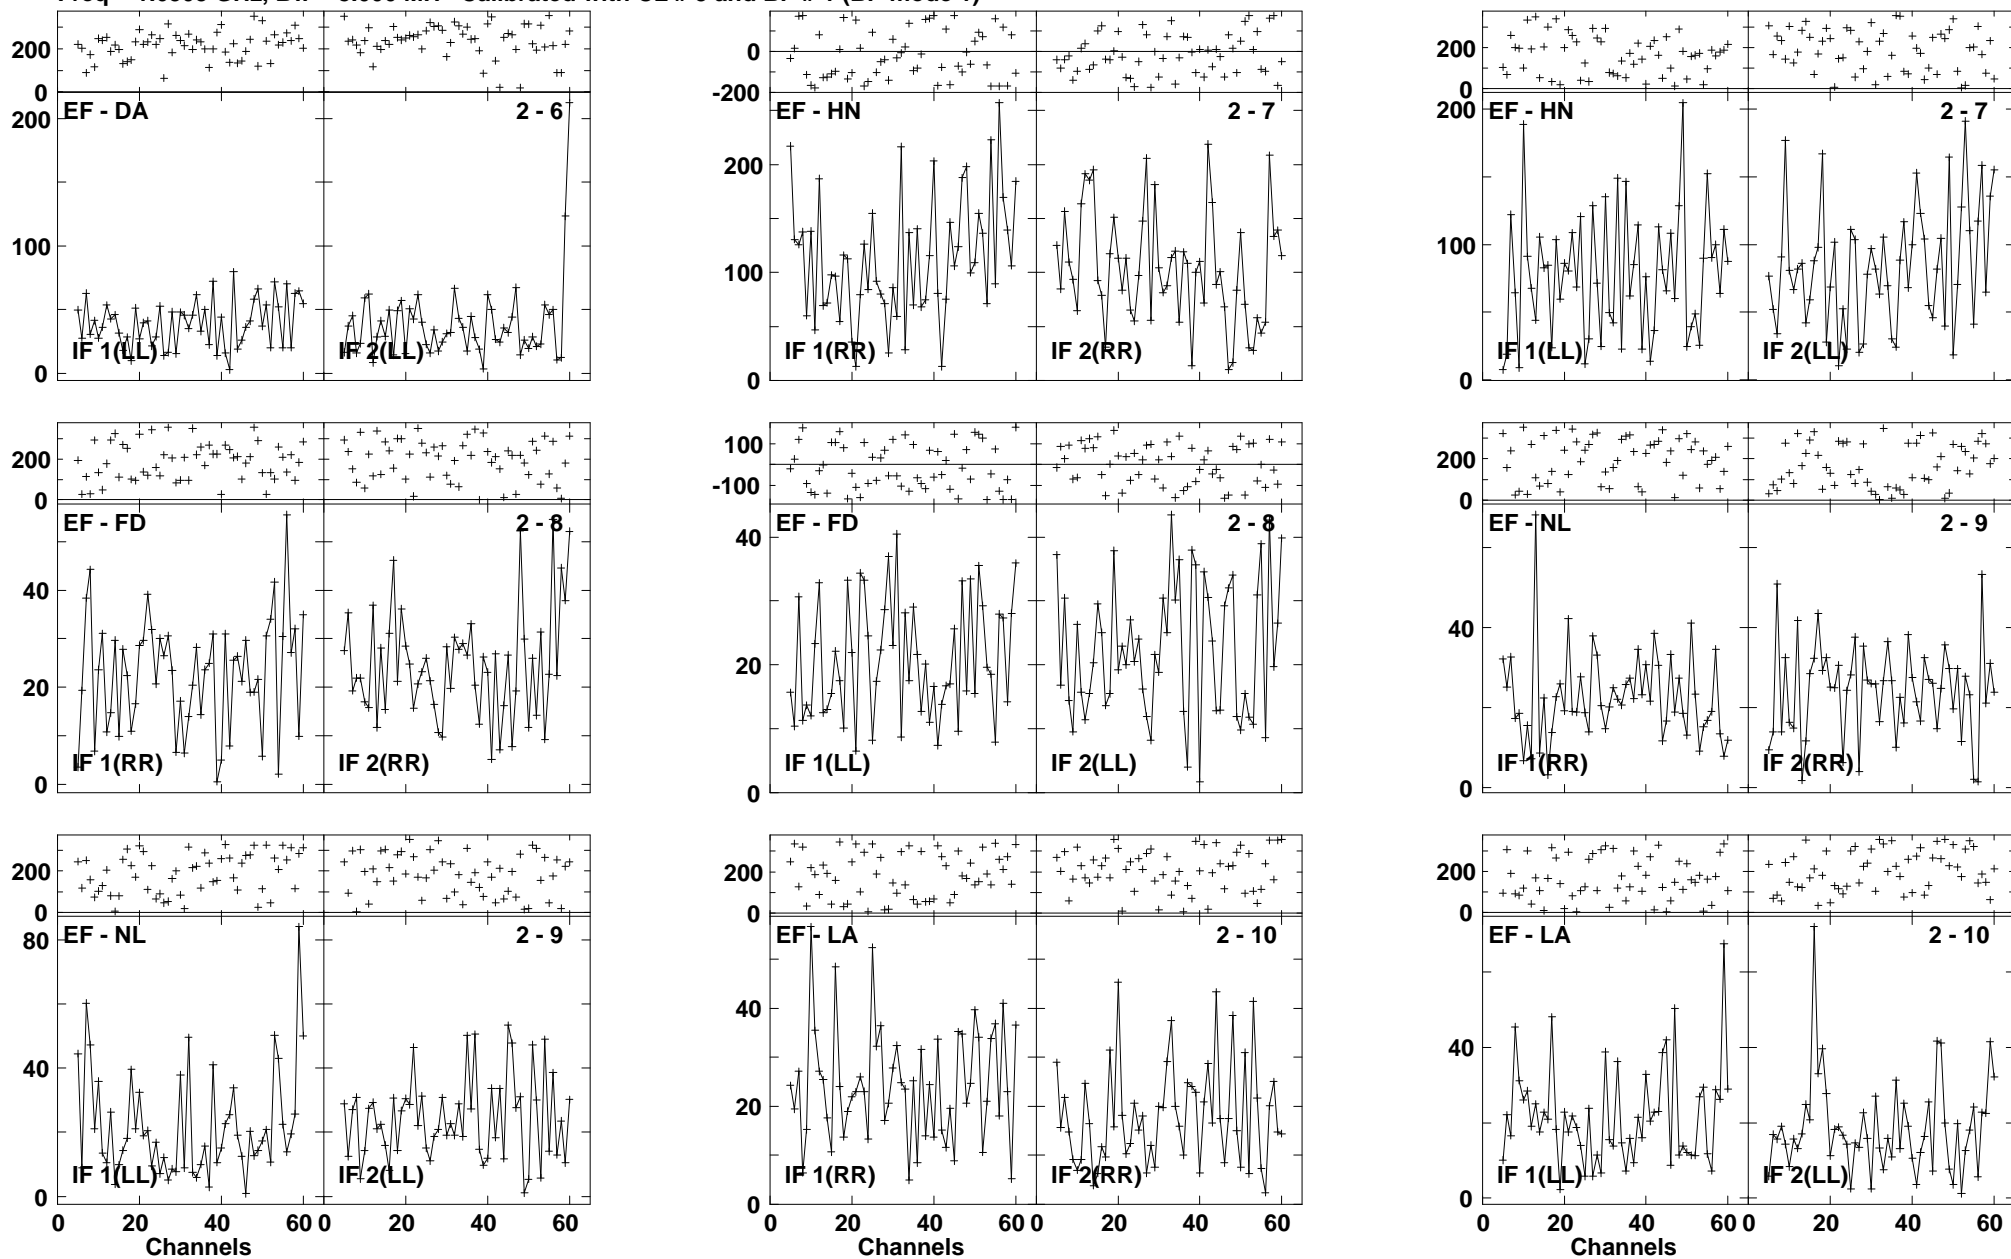 200 0 -200 200 0
0
EF - DA 2 - 6 EF - HN 2 - 7 EF - HN 2 - 7
200 100 0
200 100 0
200 100 0
IF 1(LL) IF 2(LL) IF 1(RR) IF 2(RR) IF 1(LL) IF 2(LL)
200 0
100 -100
200 0
EF - FD 2 - 8 EF - FD 2 - 8 EF - NL 2 - 9
40 20 0
40 20 0
40 0
IF 1(RR) IF 2(RR) IF 1(LL) IF 2(LL) IF 1(RR) IF 2(RR)
200 0
200 0
200 0
EF - NL 2 - 9 EF - LA 2 - 10 EF - LA 2 - 10
80 40 0
40 20 0
40 0
IF 1(LL) IF 2(LL) IF 1(RR) IF 2(RR) IF 1(LL) IF 2(LL)
0 20 40 60 0 20 40 60 0 20 40 60 0 20 40 60 0 20 40 60 0 20 40 60
Channels Channels Channels